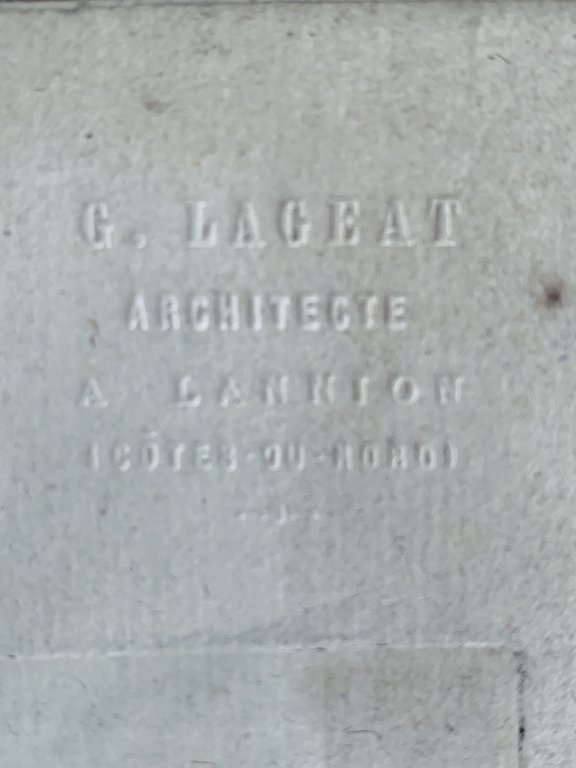 G. LAGEAT
ARCHITECTE
A LANNION
(CÔTES-DU-NORD)